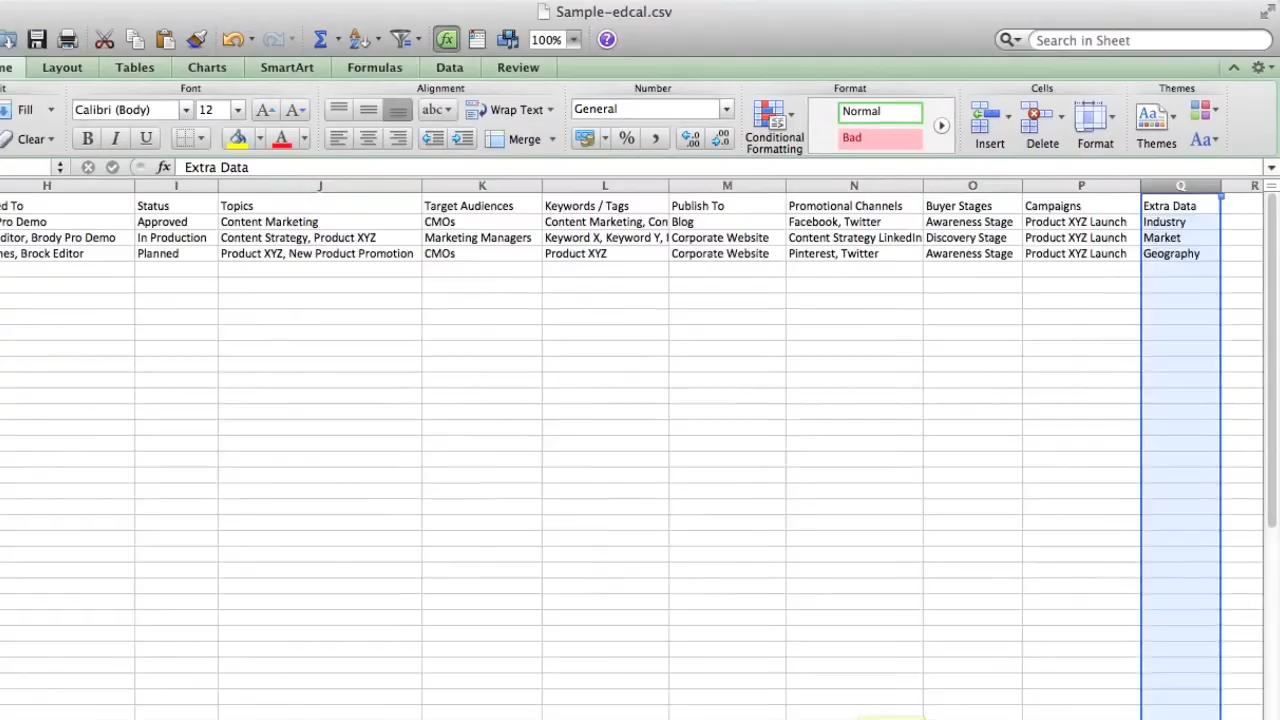 Sample-edcal.csv
100% ? Search in Sheet
Layout Tables Charts SmartArt Formulas Data Review
Font Alignment Number Format Cells Themes
Fill Calibri (Body) 12 A A abc Wrap Text General Normal
Clear B I U A Merge % Conditional Formatting Bad Insert Delete Format Themes Aa
fx Extra Data
H I J K L M N O P Q R
ed To Status Topics Target Audiences Keywords / Tags Publish To Promotional Channels Buyer Stages Campaigns Extra Data
Pro Demo Approved Content Marketing CMOs Content Marketing, Con Blog Facebook, Twitter Awareness Stage Product XYZ Launch Industry
ditor, Brody Pro Demo In Production Content Strategy, Product XYZ Marketing Managers Keyword X, Keyword Y, Corporate Website Content Strategy LinkedIn Discovery Stage Product XYZ Launch Market
nes, Brock Editor Planned Product XYZ, New Product Promotion CMOs Product XYZ Corporate Website Pinterest, Twitter Awareness Stage Product XYZ Launch Geography